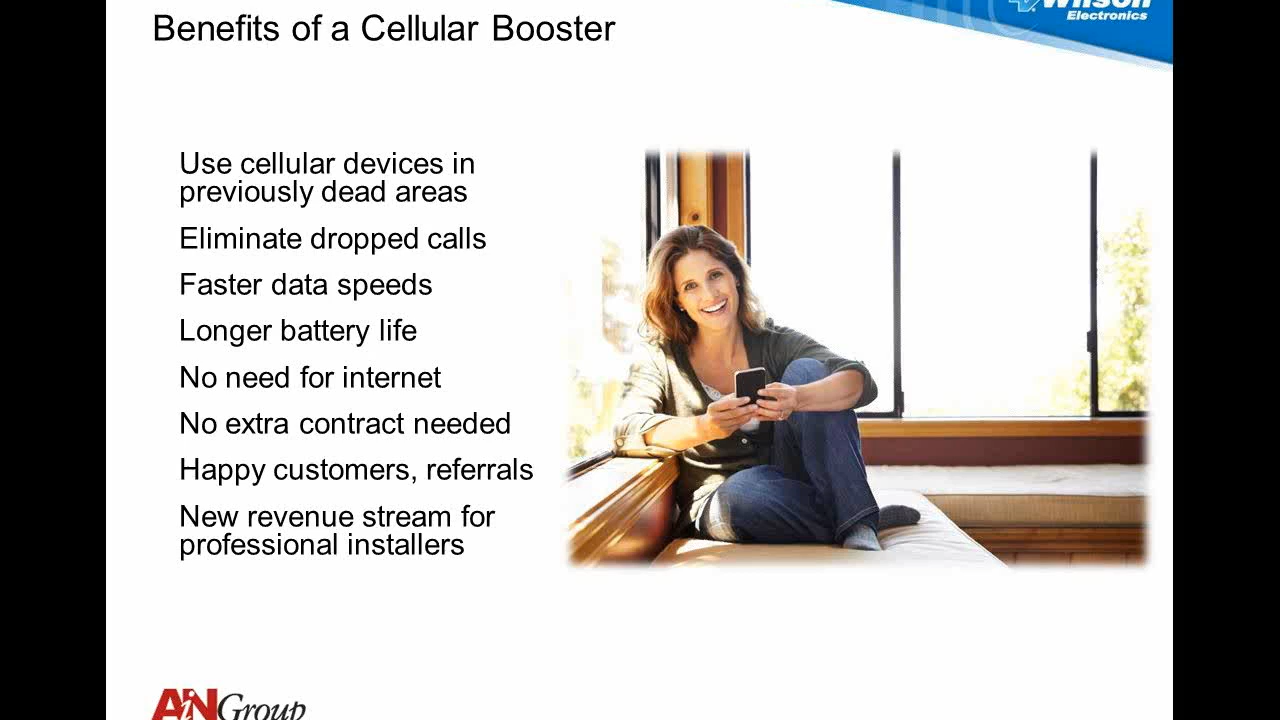 Benefits of a Cellular Booster
Wilson
Electronics
Use cellular devices in
previously dead areas
Eliminate dropped calls
Faster data speeds
Longer battery life
No need for internet
No extra contract needed
Happy customers, referrals
New revenue stream for
professional installers
AiN Group